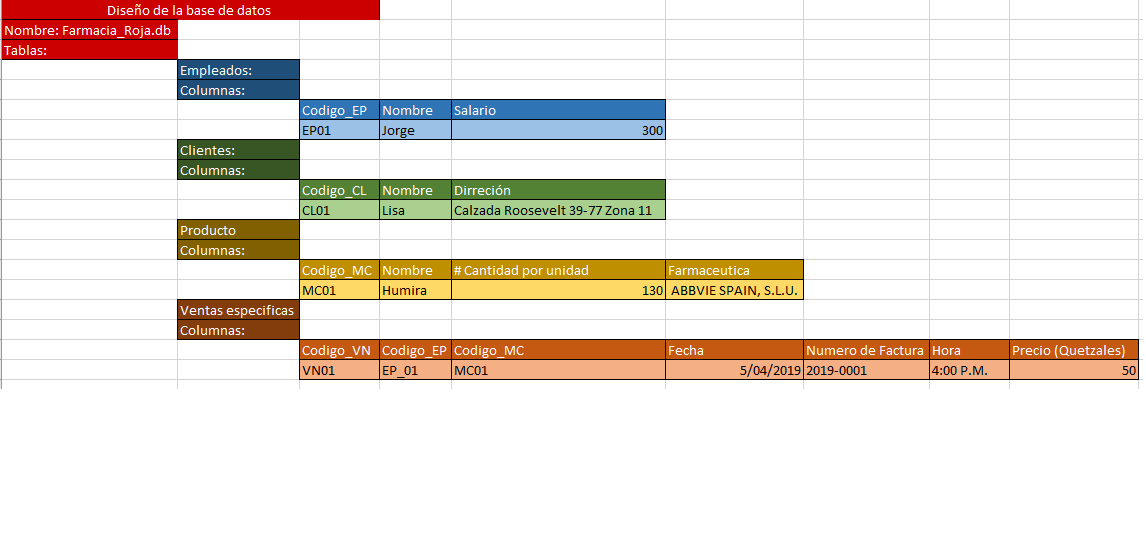 Diseño de la base de datos
Nombre: Farmacia_Roja.db
Tablas:
Empleados:
Columnas:
Codigo_EP Nombre Salario
EP01 Jorge 300
Clientes:
Columnas:
Codigo_CL Nombre Dirreción
CL01 Lisa Calzada Roosevelt 39-77 Zona 11
Producto
Columnas:
Codigo_MC Nombre # Cantidad por unidad Farmaceutica
MC01 Humira 130 ABBVIE SPAIN, S.L.U.
Ventas especificas
Columnas:
Codigo_VN Codigo_EP Codigo_MC Fecha Numero de Factura Hora Precio (Quetzales)
VN01 EP_01 MC01 5/04/2019 2019-0001 4:00 P.M. 50